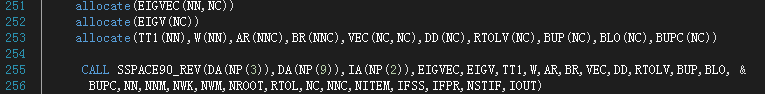 251 allocate(EIGVEC(NN,NC))
252 allocate(EIGV(NC))
253 allocate(TT1(NN),W(NN),AR(NNC),BR(NNC),VEC(NC,NC),DD(NC),RTOLV(NC),BUP(NC),BLO(NC),BUPC(NC))
254
255 CALL SSPACE90_REV(DA(NP(3)),DA(NP(9)),IA(NP(2)),EIGVEC,EIGV,TT1,W,AR,BR,VEC,DD,RTOLV,BUP,BLO, &
256 BUPC,NN,NNM,NWK,NWM,NROOT,RTOL,NC,NNC,NITEM,IFSS,IFPR,NSTIF,IOUT)